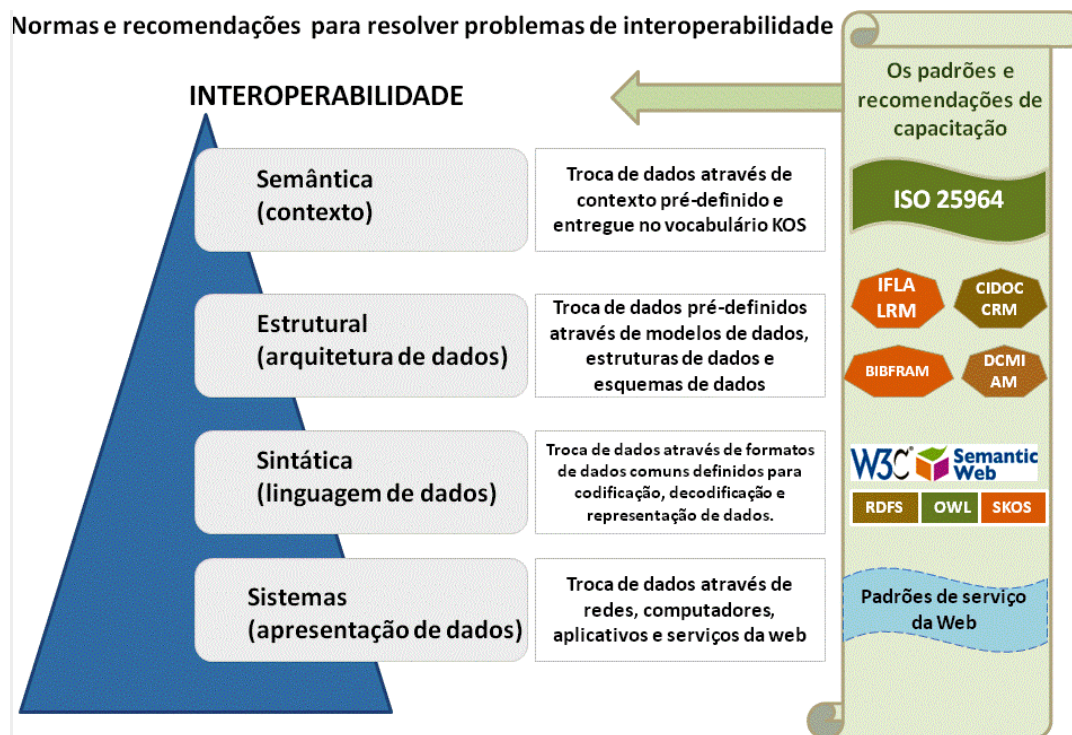 Normas e recomendações para resolver problemas de interoperabilidade
INTEROPERABILIDADE
Semântica
(contexto)
Troca de dados através de
contexto pré-definido e
entregue no vocabulário KOS
Estrutural
(arquitetura de dados)
Troca de dados pré-definidos
através de modelos de dados,
estruturas de dados e
esquemas de dados
Sintática
(linguagem de dados)
Troca de dados através de formatos
de dados comuns definidos para
codificação, decodificação e
representação de dados.
Sistemas
(apresentação de dados)
Troca de dados através de
redes, computadores,
aplicativos e serviços da web
Os padrões e
recomendações de
capacitação
ISO 25964
IFLA
LRM
CIDOC
CRM
BIBFRAM
DCMI
AM
W3C®
Semantic
Web
RDFS
OWL
SKOS
Padrões de serviço
da Web